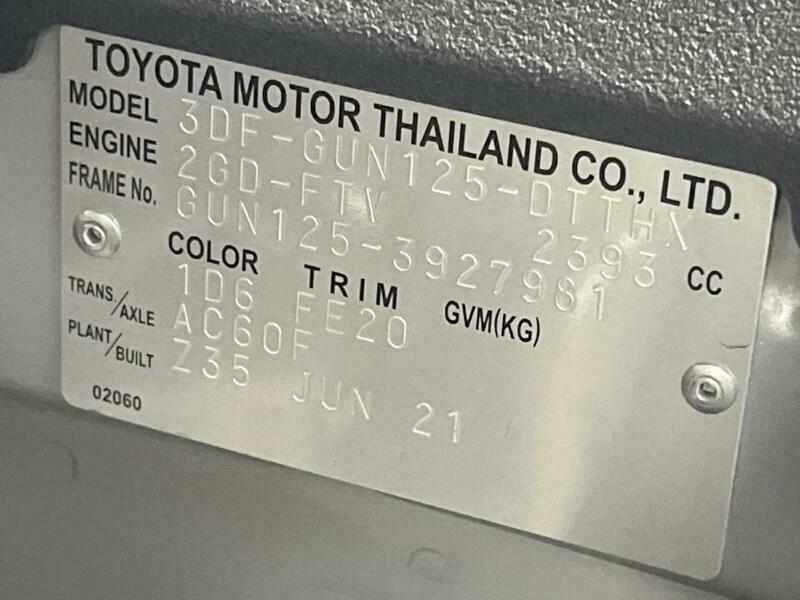 TOYOTA MOTOR THAILAND CO., LTD.
MODEL 3DF-GUN125-DTTHX
ENGINE 2GD-FTV 2393 CC
FRAME No. GUN125-3927981
COLOR TRIM GVM(KG)
1D6 FE20
TRANS./AXLE AC60F
PLANT/BUILT Z35 JUN 21
02060